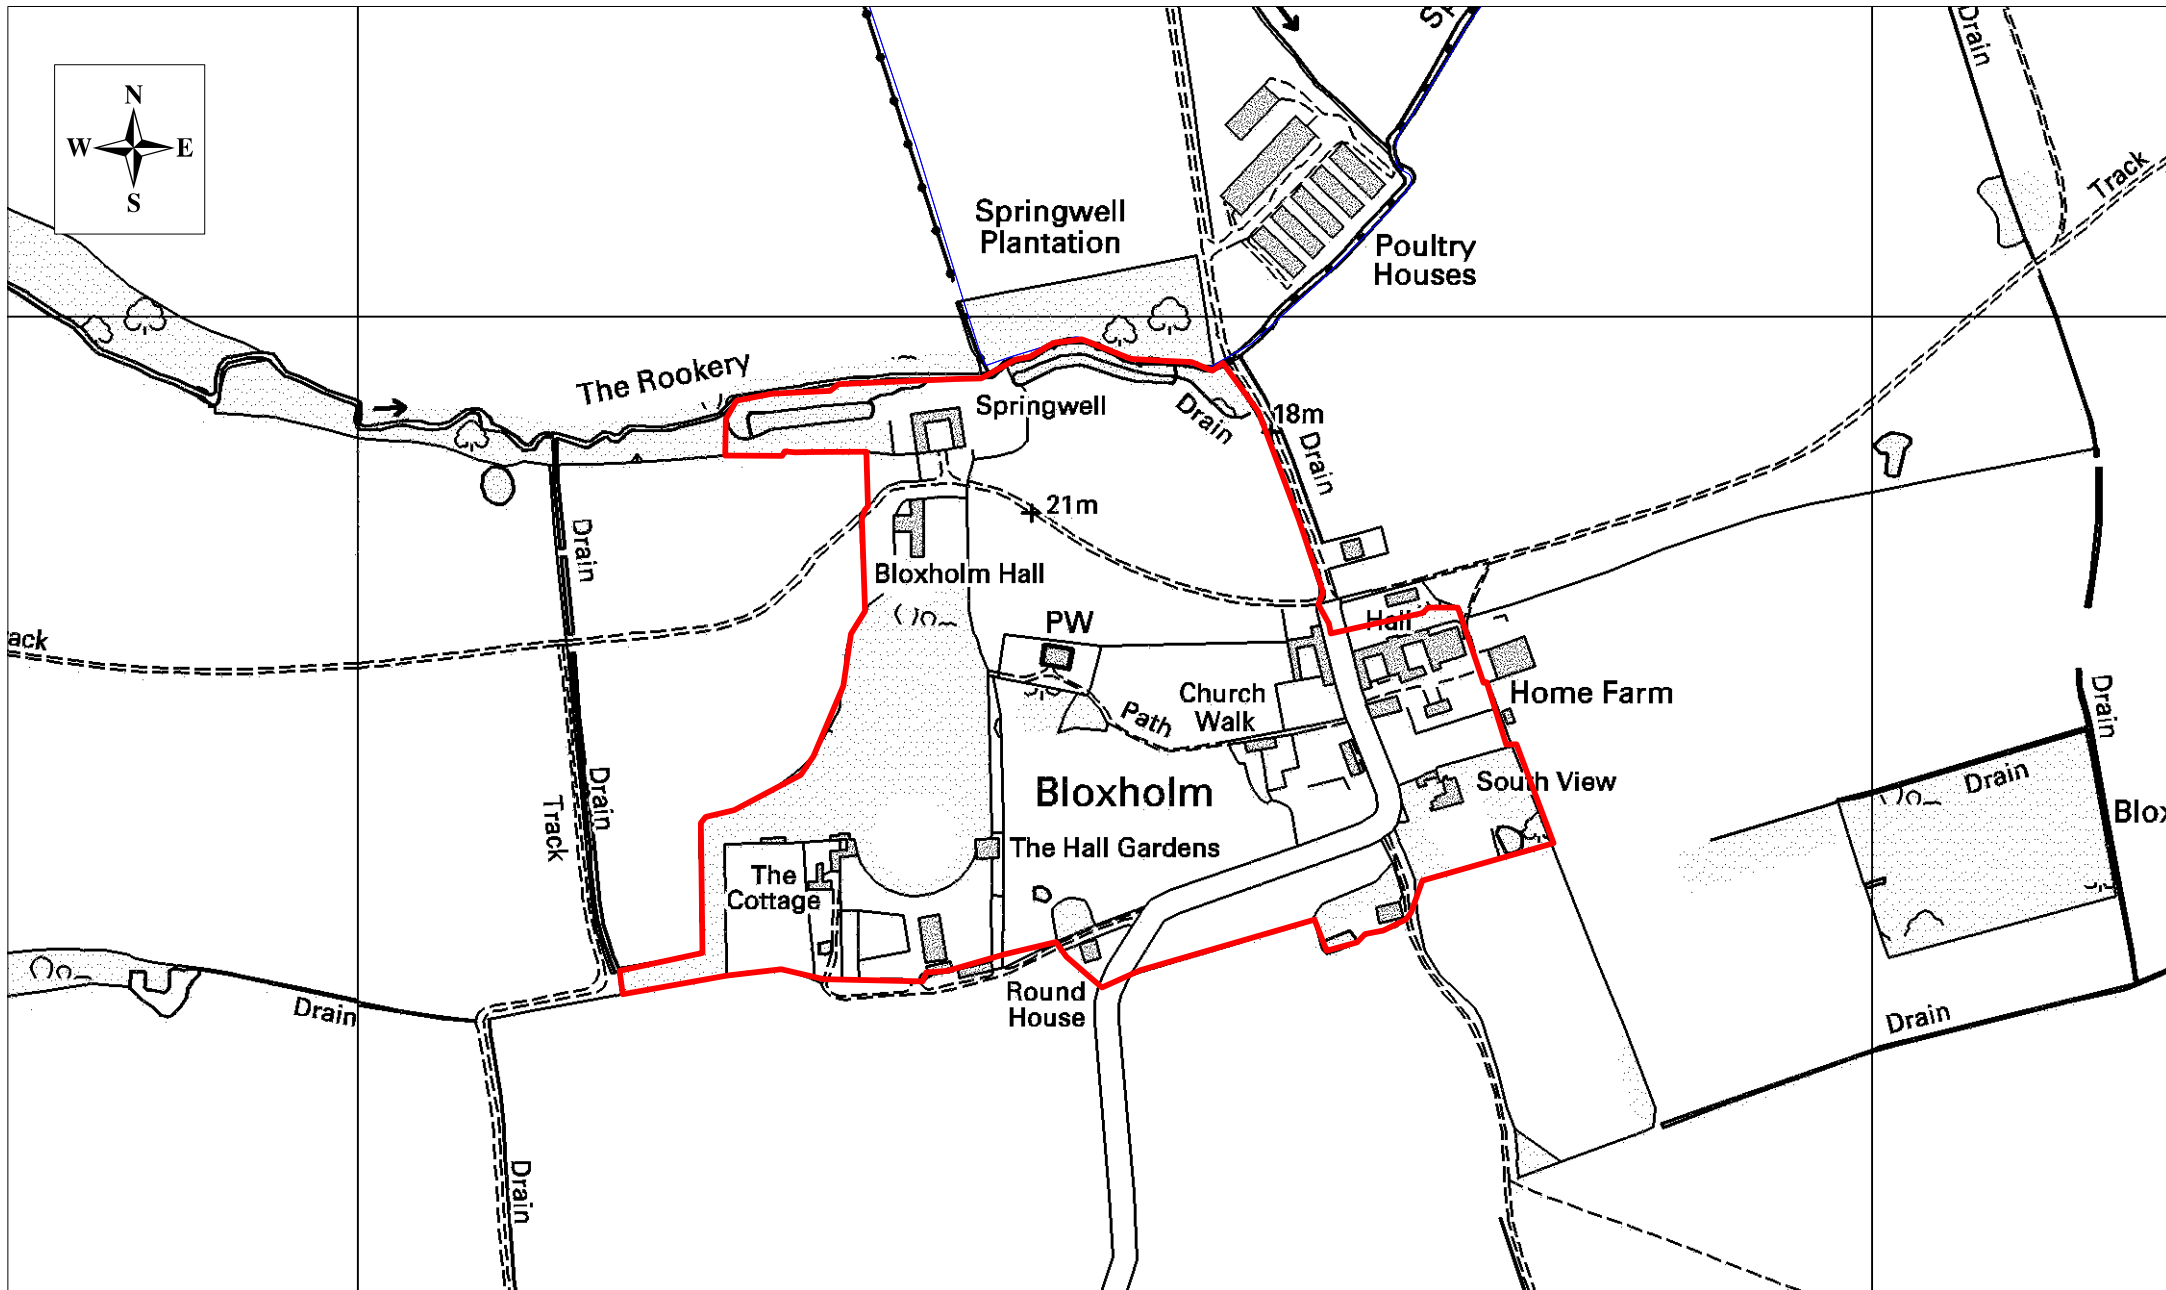 N
W E
S
Drain
Track
Springwell
Plantation
Poultry
Houses
The Rookery
Springwell
Drain
18m
Drain
21m
Drain
Bloxholm Hall
ack
PW
Hall
Church
Walk
Path
Home Farm
Drain
Bloxholm
South View
Drain
Track
Drain
Blox
The Hall Gardens
The
Cottage
Round
House
Drain
Drain
Drain